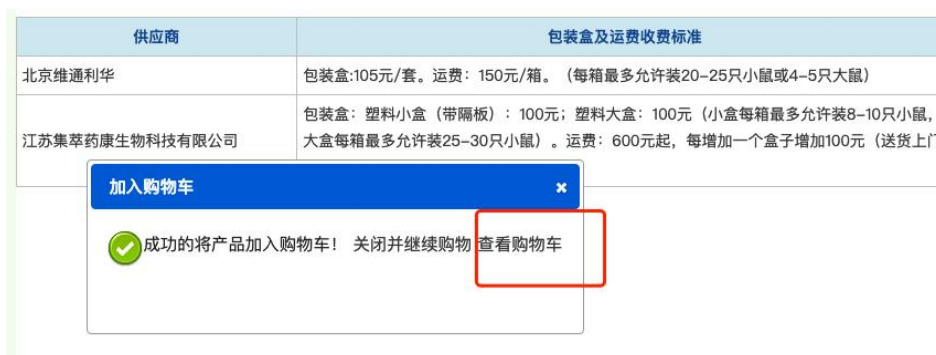 供应商 包装盒及运费收费标准
北京维通利华 包装盒:105元/套。运费：150元/箱。（每箱最多允许装20-25只小鼠或4-5只大鼠）
包装盒：塑料小盒（带隔板）：100元；塑料大盒：100元（小盒每箱最多允许装8-10只小鼠，
江苏集萃药康生物科技有限公司 大盒每箱最多允许装25-30只小鼠）。运费：600元起，每增加一个盒子增加100元（送货上门
加入购物车 ×
成功的将产品加入购物车！ 关闭并继续购物 查看购物车